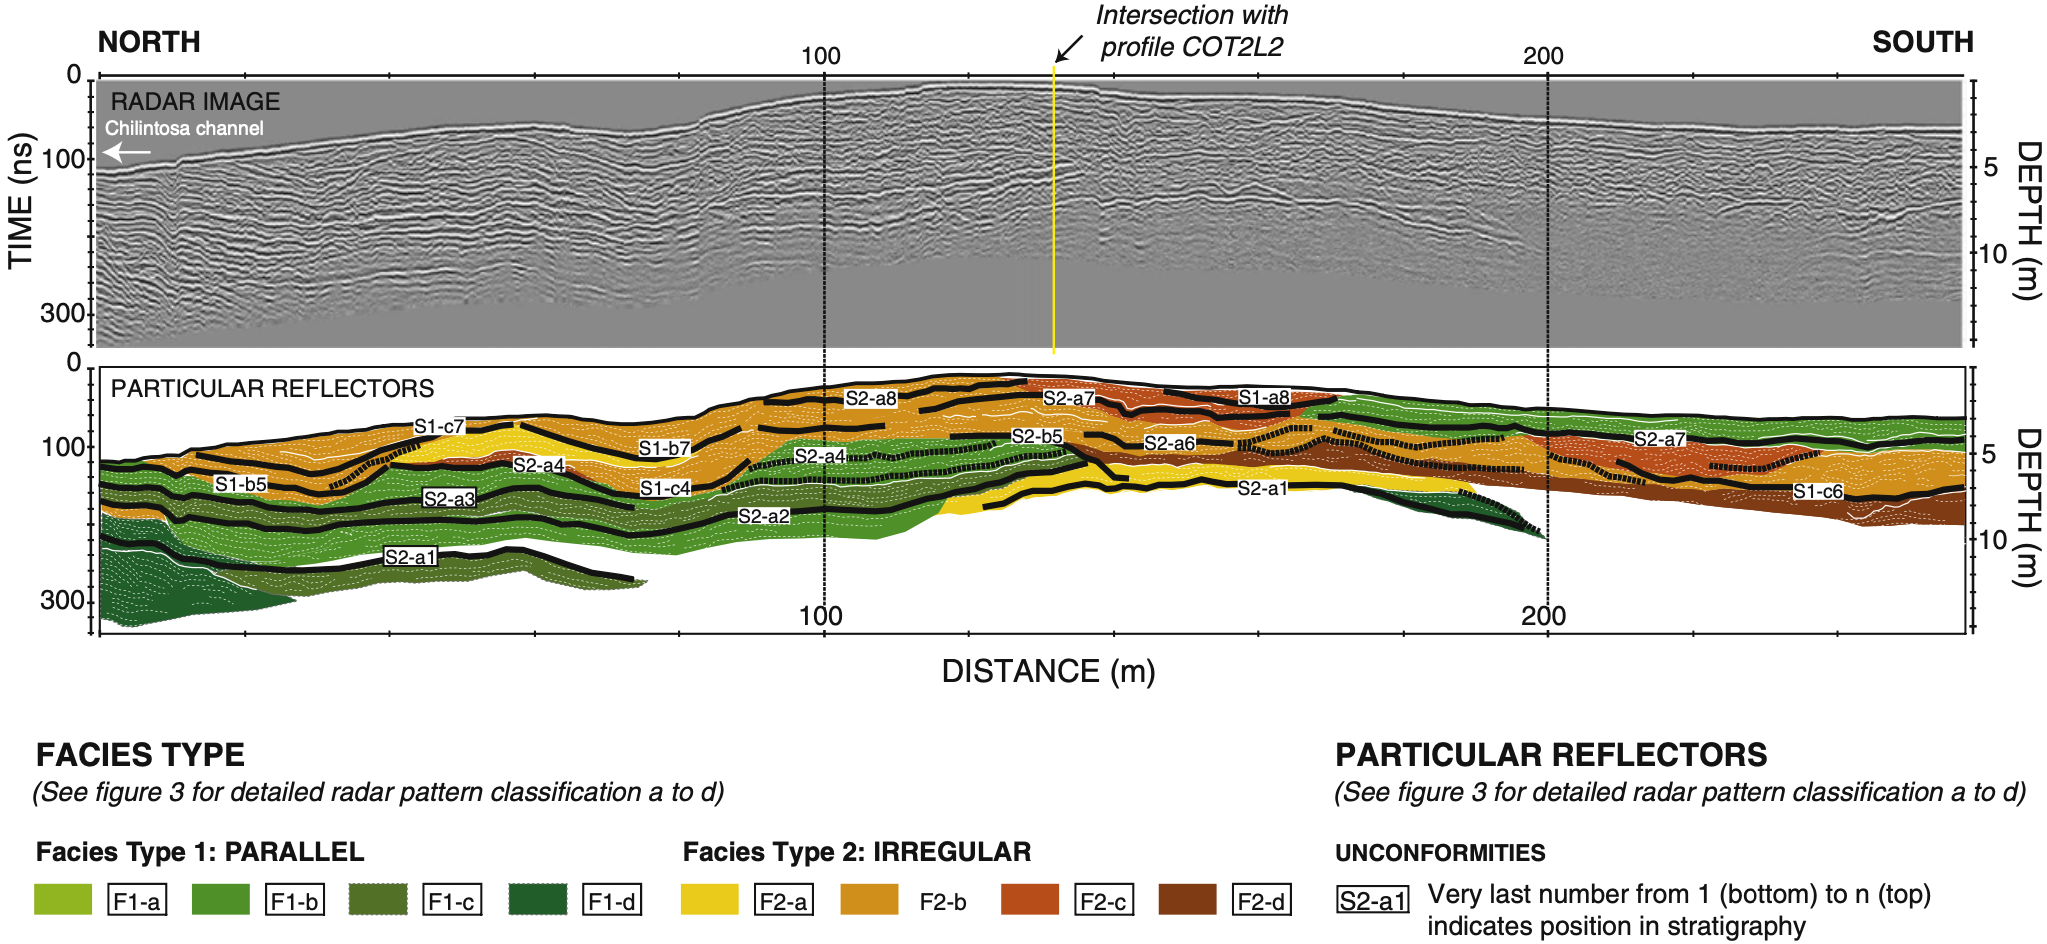 Intersection with
profile COT2L2
NORTH
100
200
SOUTH
0
RADAR IMAGE
Chilintosa channel
100
300
TIME (ns)
5
10
DEPTH (m)
0
PARTICULAR REFLECTORS
100
300
S1-c7
S1-b5
S2-a4
S2-a3
S2-a1
S1-b7
S1-c4
S2-a2
S2-a8
S2-a4
S2-b5
S2-a7
S2-a6
S1-a8
S2-a1
S2-a7
S1-c6
5
10
DEPTH (m)
100
200
DISTANCE (m)
FACIES TYPE
(See figure 3 for detailed radar pattern classification a to d)
Facies Type 1: PARALLEL
F1-a
F1-b
F1-c
F1-d
Facies Type 2: IRREGULAR
F2-a
F2-b
F2-c
F2-d
PARTICULAR REFLECTORS
(See figure 3 for detailed radar pattern classification a to d)
UNCONFORMITIES
S2-a1
Very last number from 1 (bottom) to n (top)
indicates position in stratigraphy